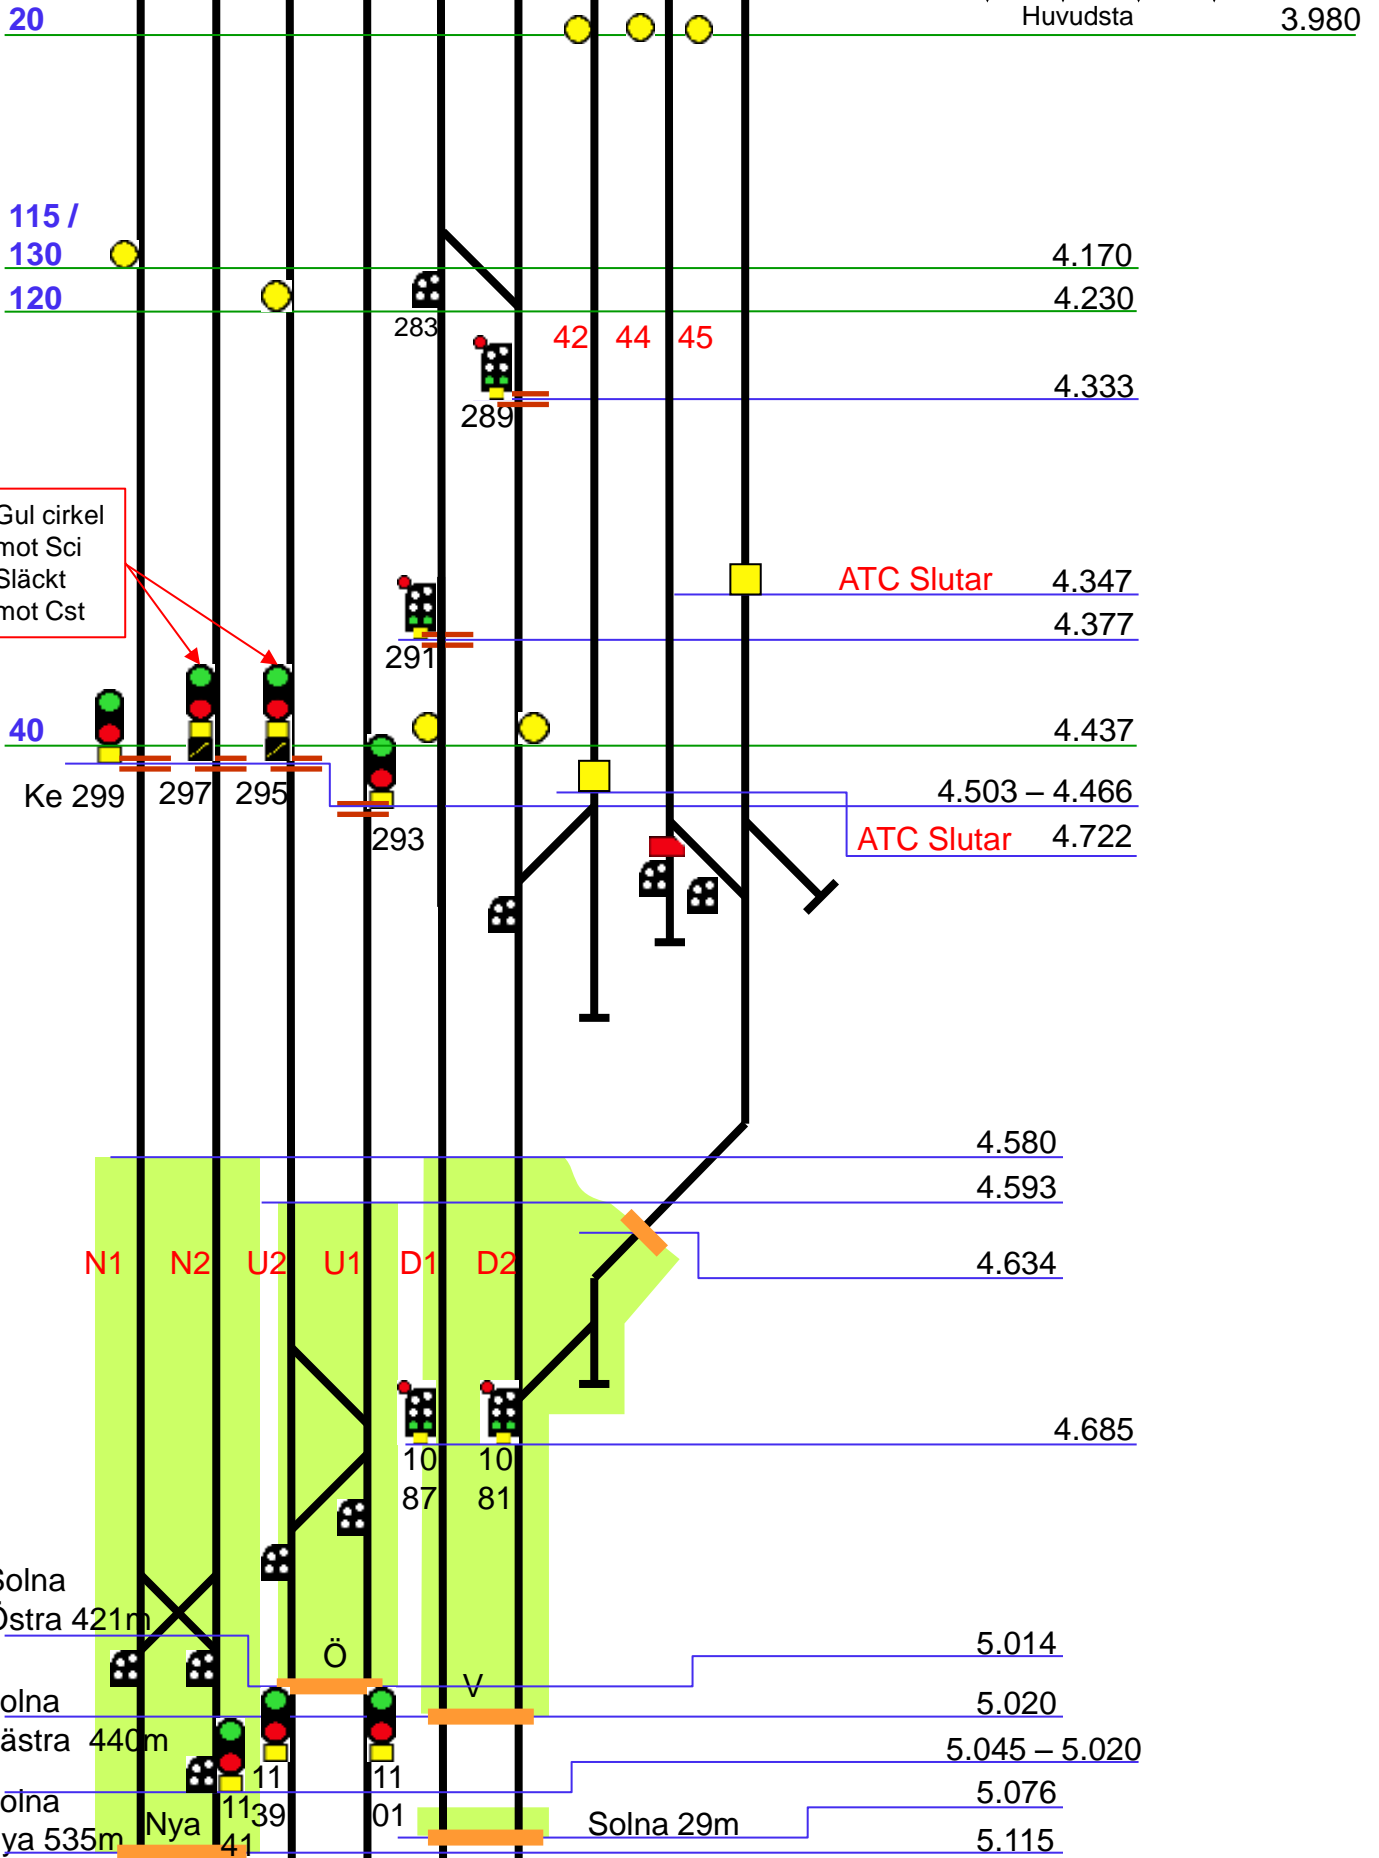 20
Huvudsta
3.980
115 /
130
4.170
120
4.230
283
42 44 45
4.333
289
Gul cirkel
mot Sci
Släckt
mot Cst
ATC Slutar 4.347
4.377
291
40
4.437
Ke 299 297 295
4.503 – 4.466
293
ATC Slutar 4.722
4.580
4.593
N1 N2 U2 U1 D1 D2
4.634
4.685
10
87
10
81
Solna
Östra 421m
5.014
Ö
V
olna
ästra 440m
5.020
5.045 – 5.020
11
39
11
01
5.076
olna
ya 535m
Nya
11
41
Solna 29m
5.115